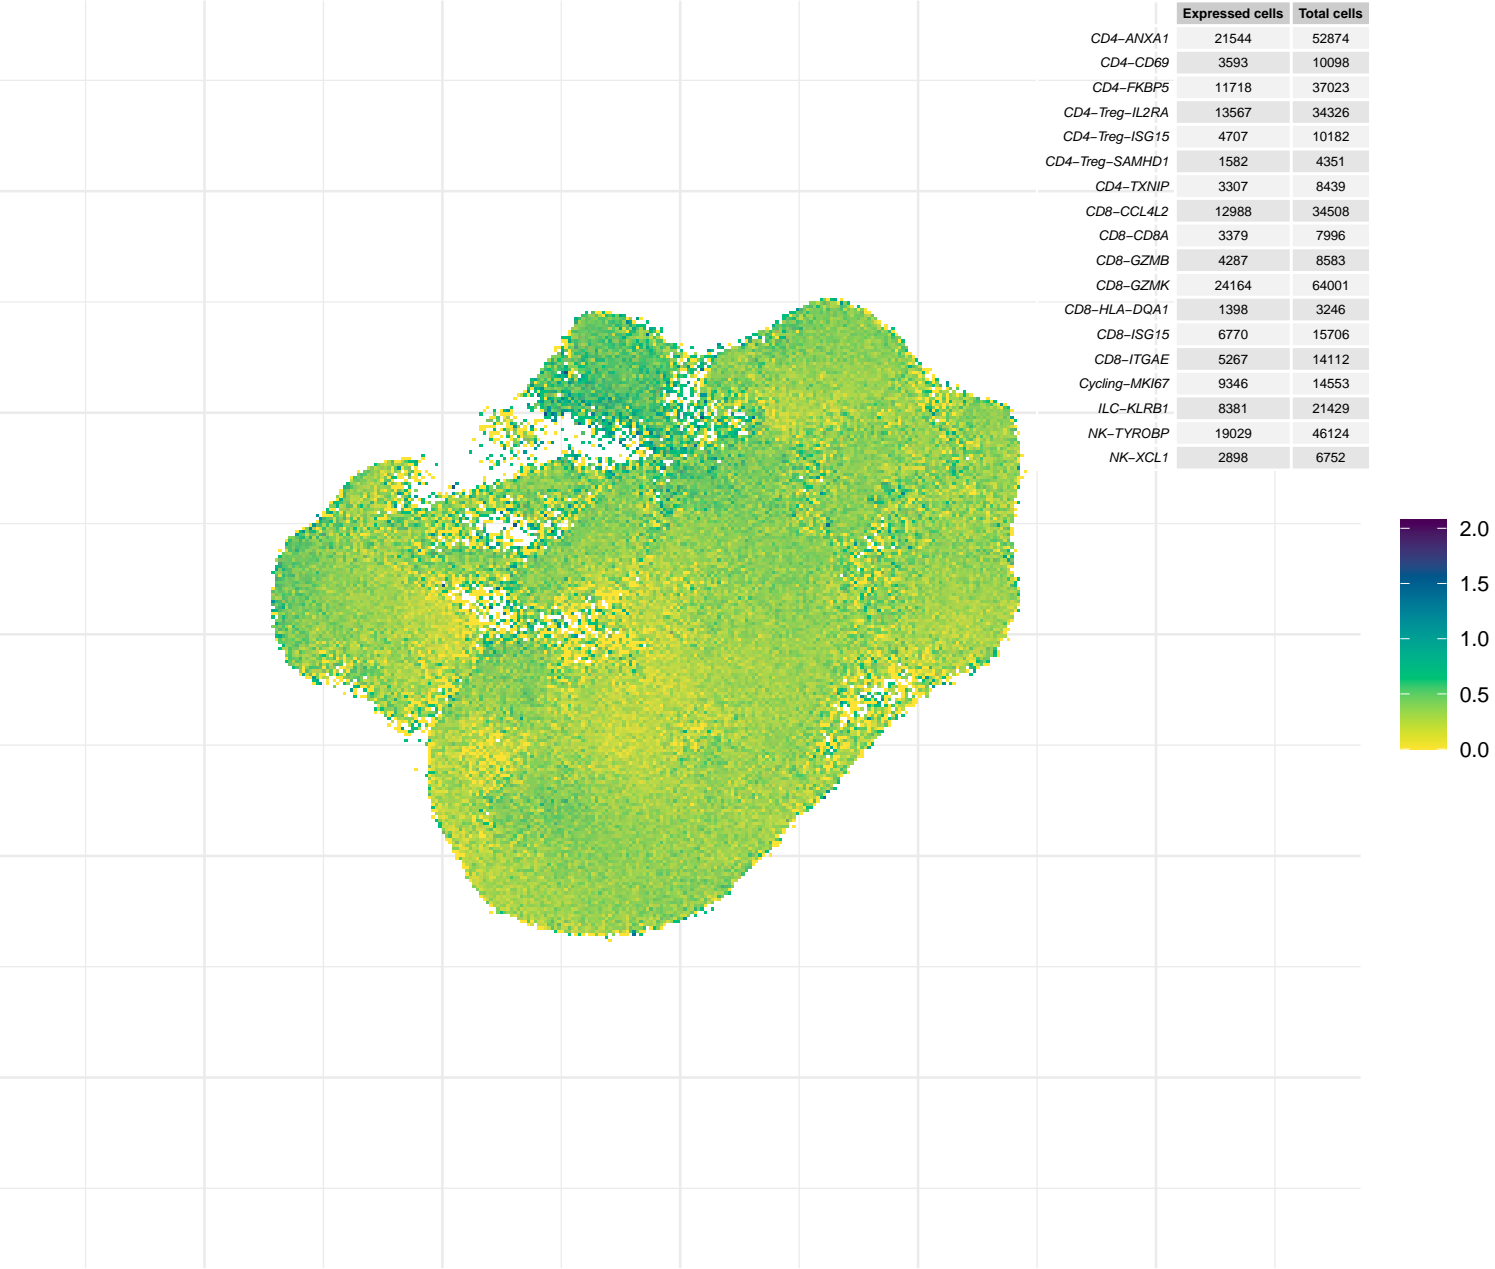 Expressed cells Total cells
CD4−ANXA1 21544 52874
CD4−CD69 3593 10098
CD4−FKBP5 11718 37023
CD4−Treg−IL2RA 13567 34326
CD4−Treg−ISG15 4707 10182
CD4−Treg−SAMHD1 1582 4351
CD4−TXNIP 3307 8439
CD8−CCL4L2 12988 34508
CD8−CD8A 3379 7996
CD8−GZMB 4287 8583
CD8−GZMK 24164 64001
CD8−HLA−DQA1 1398 3246
CD8−ISG15 6770 15706
CD8−ITGAE 5267 14112
Cycling−MKI67 9346 14553
ILC−KLRB1 8381 21429
NK−TYROBP 19029 46124
NK−XCL1 2898 6752
2.0
1.5
1.0
0.5
0.0